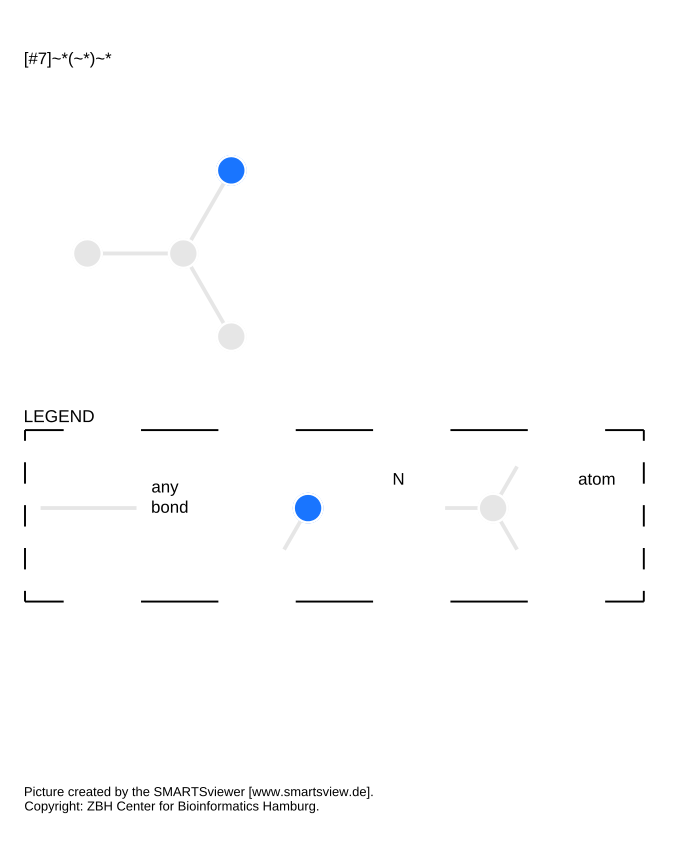 [#7]~*(~*)~*
LEGEND
any
bond
N
atom
Picture created by the SMARTSviewer [www.smartsview.de].
Copyright: ZBH Center for Bioinformatics Hamburg.